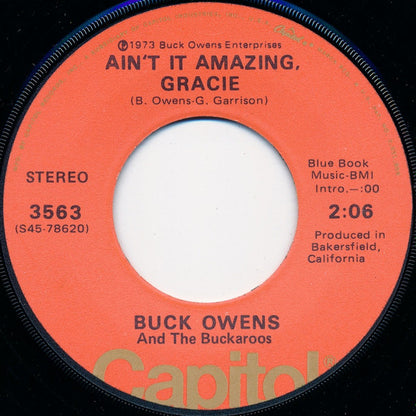 ℗1973 Buck Owens Enterprises
AIN'T IT AMAZING,
GRACIE
(B. Owens-G. Garrison)
STEREO
3563
(S45-78620)
Blue Book
Music-BMI
Intro.–:00
2:06
Produced in
Bakersfield,
California
BUCK OWENS
And The Buckaroos
Capitol